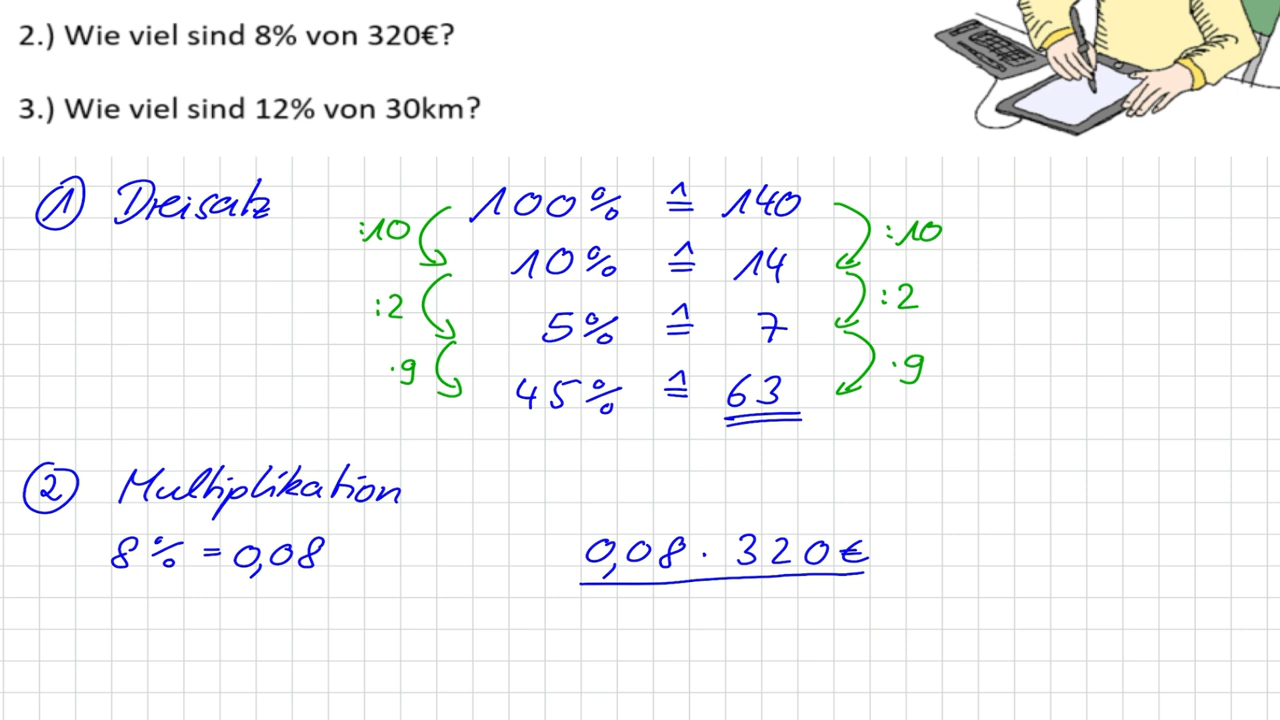 2.) Wie viel sind 8% von 320€?
3.) Wie viel sind 12% von 30km?
1 Dreisatz
100% ≙ 140
:10 :10
10% ≙ 14
:2 :2
5% ≙ 7
·9 ·9
45% ≙ 63
2 Multiplikation
8% = 0,08 0,08 · 320€